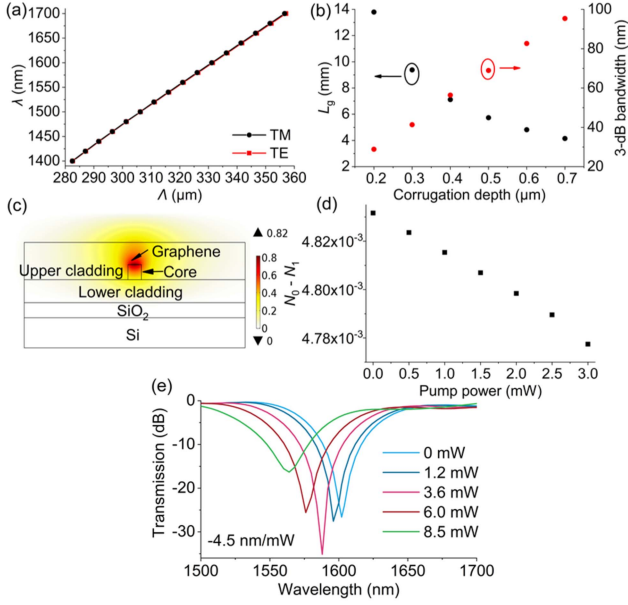 (a)
1700
1650
1600
1550
1500
1450
1400
λ (nm)
TM
TE
280 290 300 310 320 330 340 350 360
Λ (µm)
(b)
14
12
10
8
6
4
2
Lg (mm)
100
80
60
40
20
3-dB bandwidth (nm)
0.2 0.3 0.4 0.5 0.6 0.7
Corrugation depth (µm)
(c)
Graphene
Upper cladding
Core
Lower cladding
SiO2
Si
▲ 0.82
0.8
0.6
0.4
0.2
0
▼ 0
(d)
N0 - N1
4.82x10-3
4.80x10-3
4.78x10-3
0.0 0.5 1.0 1.5 2.0 2.5 3.0
Pump power (mW)
(e)
0
-10
-20
-30
Transmission (dB)
0 mW
1.2 mW
3.6 mW
6.0 mW
8.5 mW
-4.5 nm/mW
1500 1550 1600 1650 1700
Wavelength (nm)